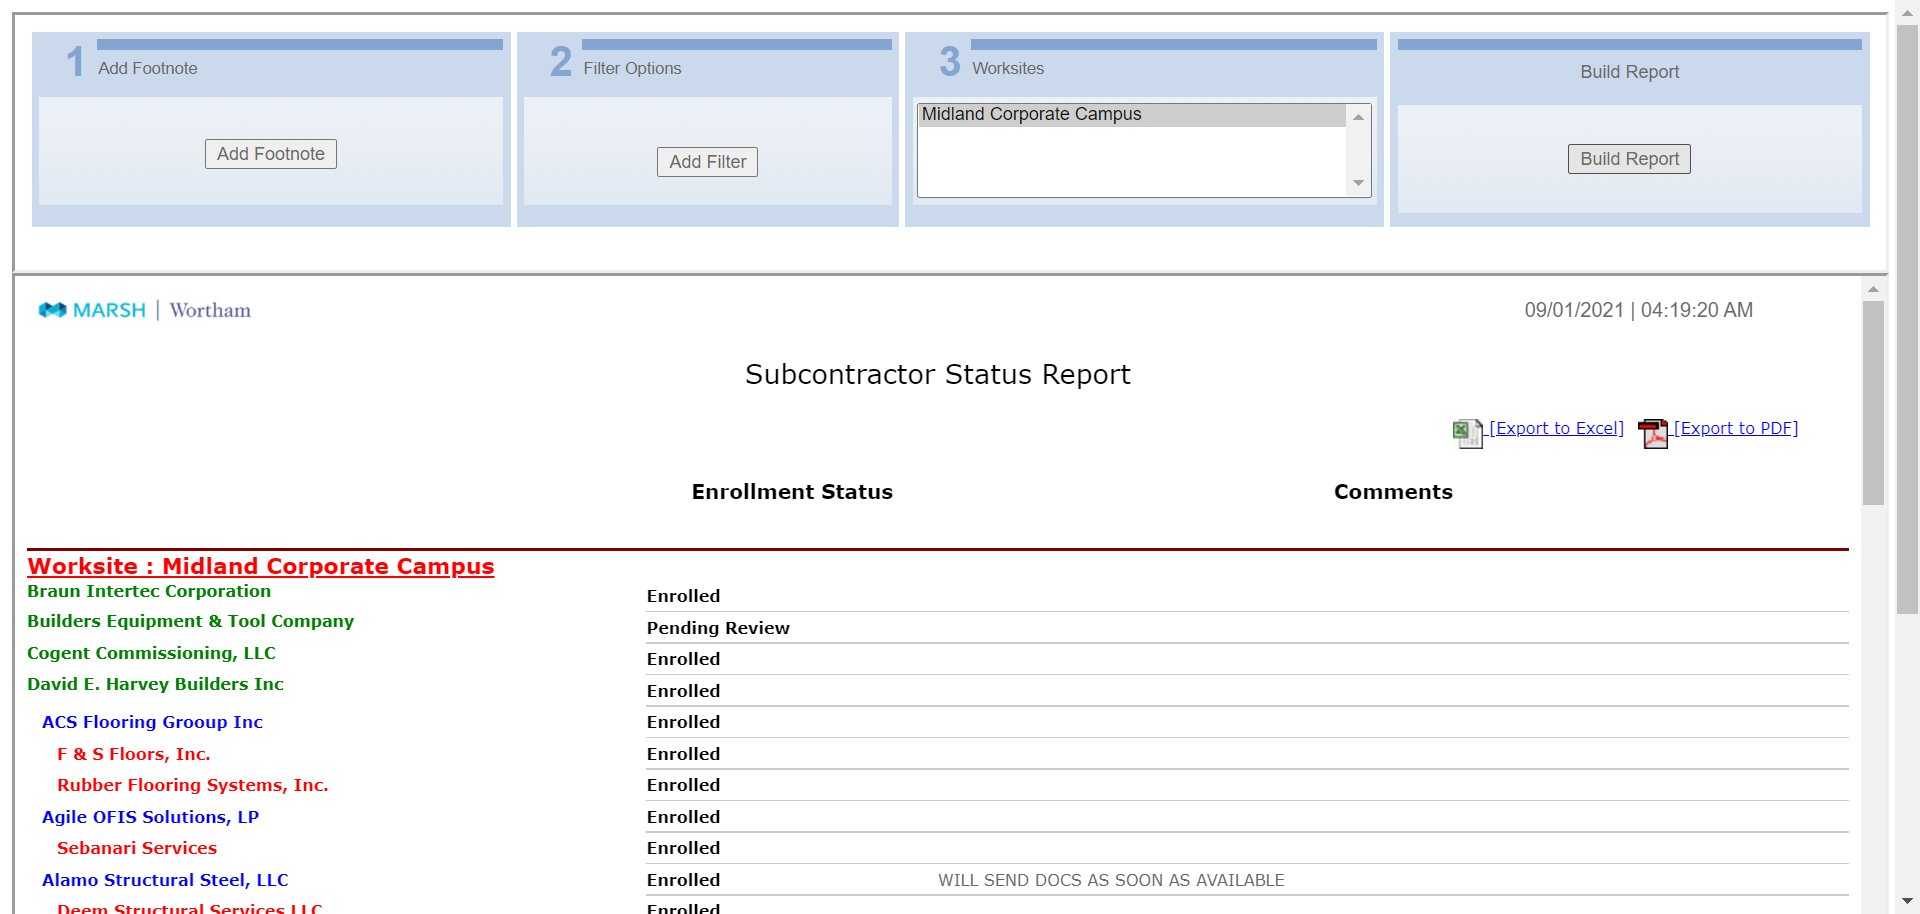 1 Add Footnote
2 Filter Options
3 Worksites
Build Report
Add Footnote
Add Filter
Midland Corporate Campus
Build Report
MARSH | Wortham
09/01/2021 | 04:19:20 AM
Subcontractor Status Report
[Export to Excel] [Export to PDF]
Enrollment Status Comments
Worksite : Midland Corporate Campus
Braun Intertec Corporation Enrolled
Builders Equipment & Tool Company Pending Review
Cogent Commissioning, LLC Enrolled
David E. Harvey Builders Inc Enrolled
ACS Flooring Grooup Inc Enrolled
F & S Floors, Inc. Enrolled
Rubber Flooring Systems, Inc. Enrolled
Agile OFIS Solutions, LP Enrolled
Sebanari Services Enrolled
Alamo Structural Steel, LLC Enrolled WILL SEND DOCS AS SOON AS AVAILABLE
Deem Structural Services LLC Enrolled